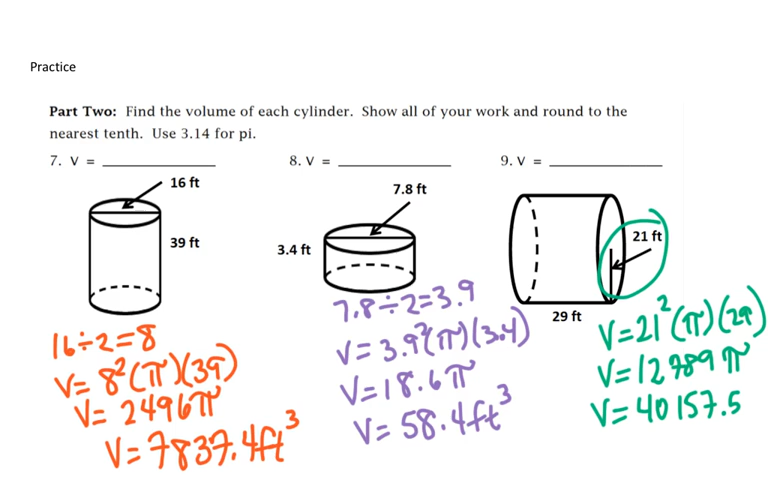 Practice
Part Two: Find the volume of each cylinder. Show all of your work and round to the
nearest tenth. Use 3.14 for pi.
7. V = ____________
8. V = ____________
9. V = ____________
16 ft
39 ft
7.8 ft
3.4 ft
21 ft
29 ft
16÷2=8
V= 8²(π)(39)
V= 2496π
V=7837.4ft³
7.8÷2=3.9
V=3.9²(π)(3.4)
V=18.6π
V=58.4ft³
V=21²(π)(29)
V=12789π
V=40157.5